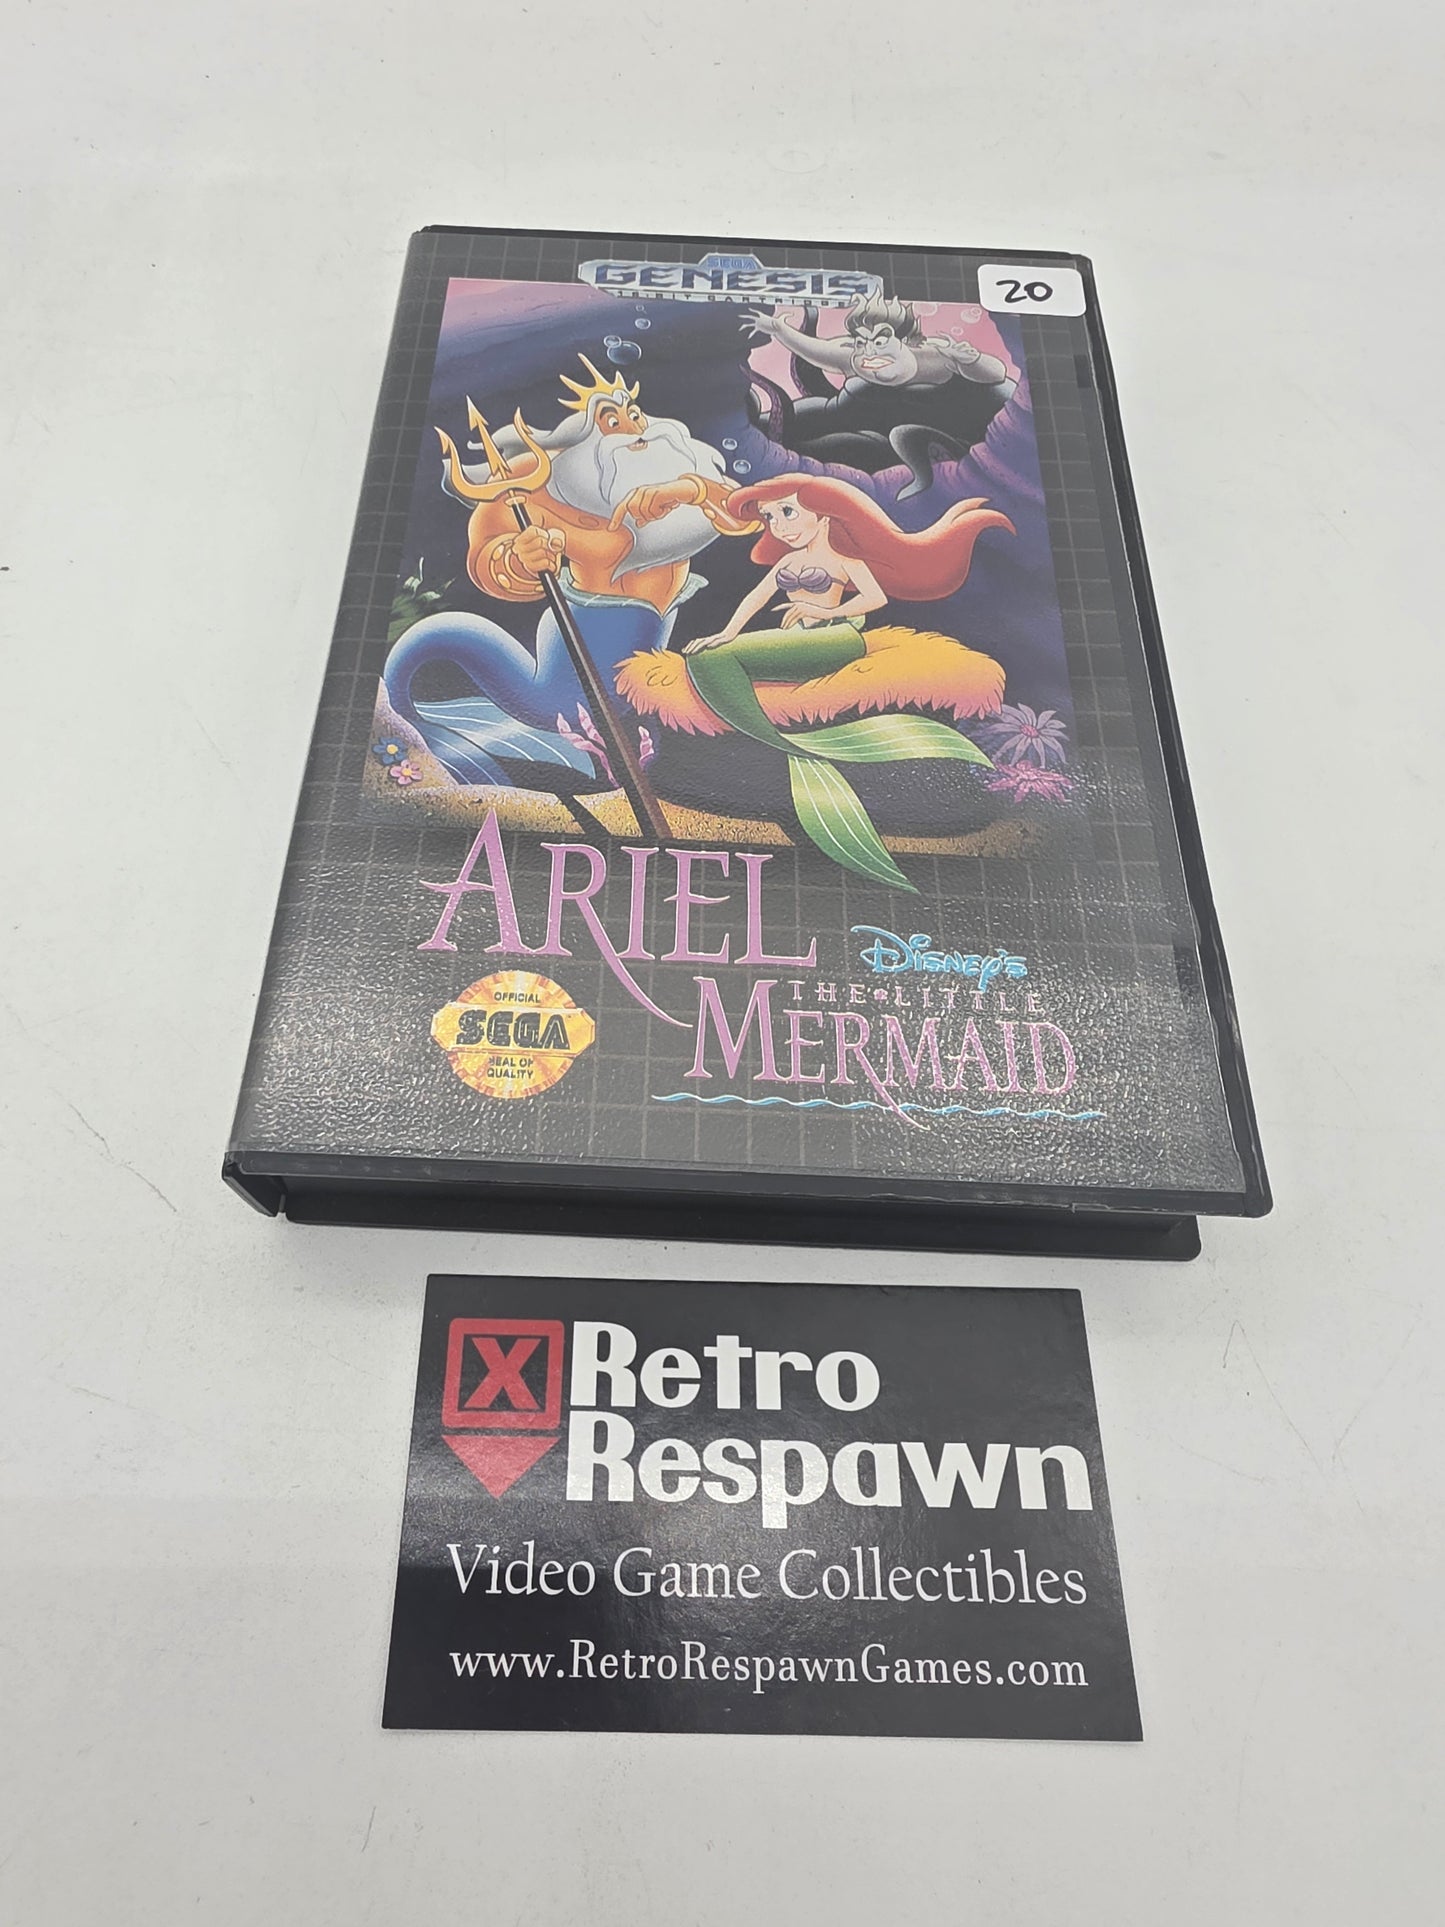 SEGA
GENESIS
16-BIT CARTRIDGE
20
ARIEL
DISNEY'S
THE LITTLE
MERMAID
OFFICIAL
SEGA
SEAL OF
QUALITY
X Retro
Respawn
Video Game Collectibles
www.RetroRespawnGames.com